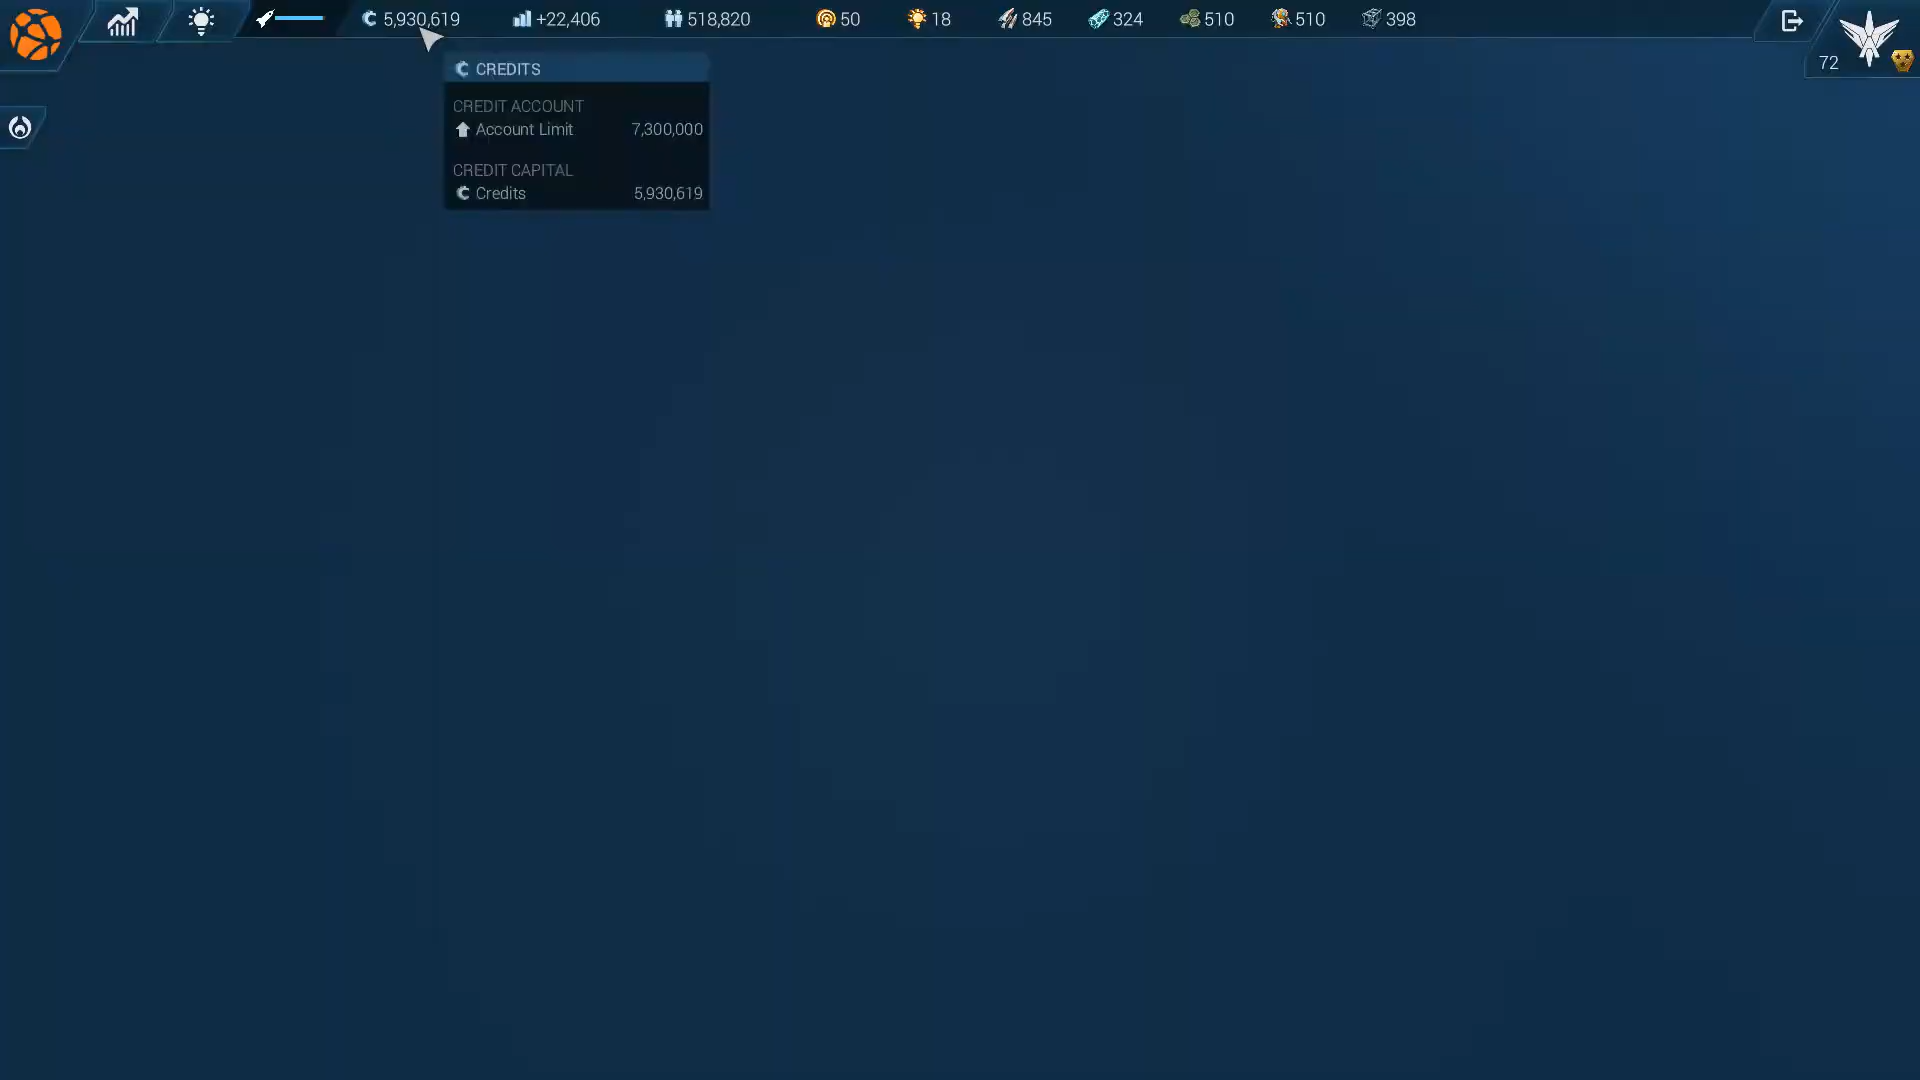 5,930,619 +22,406 518,820 50 18 845 324 510 510 398
72
CREDITS
CREDIT ACCOUNT
Account Limit 7,300,000
CREDIT CAPITAL
Credits 5,930,619